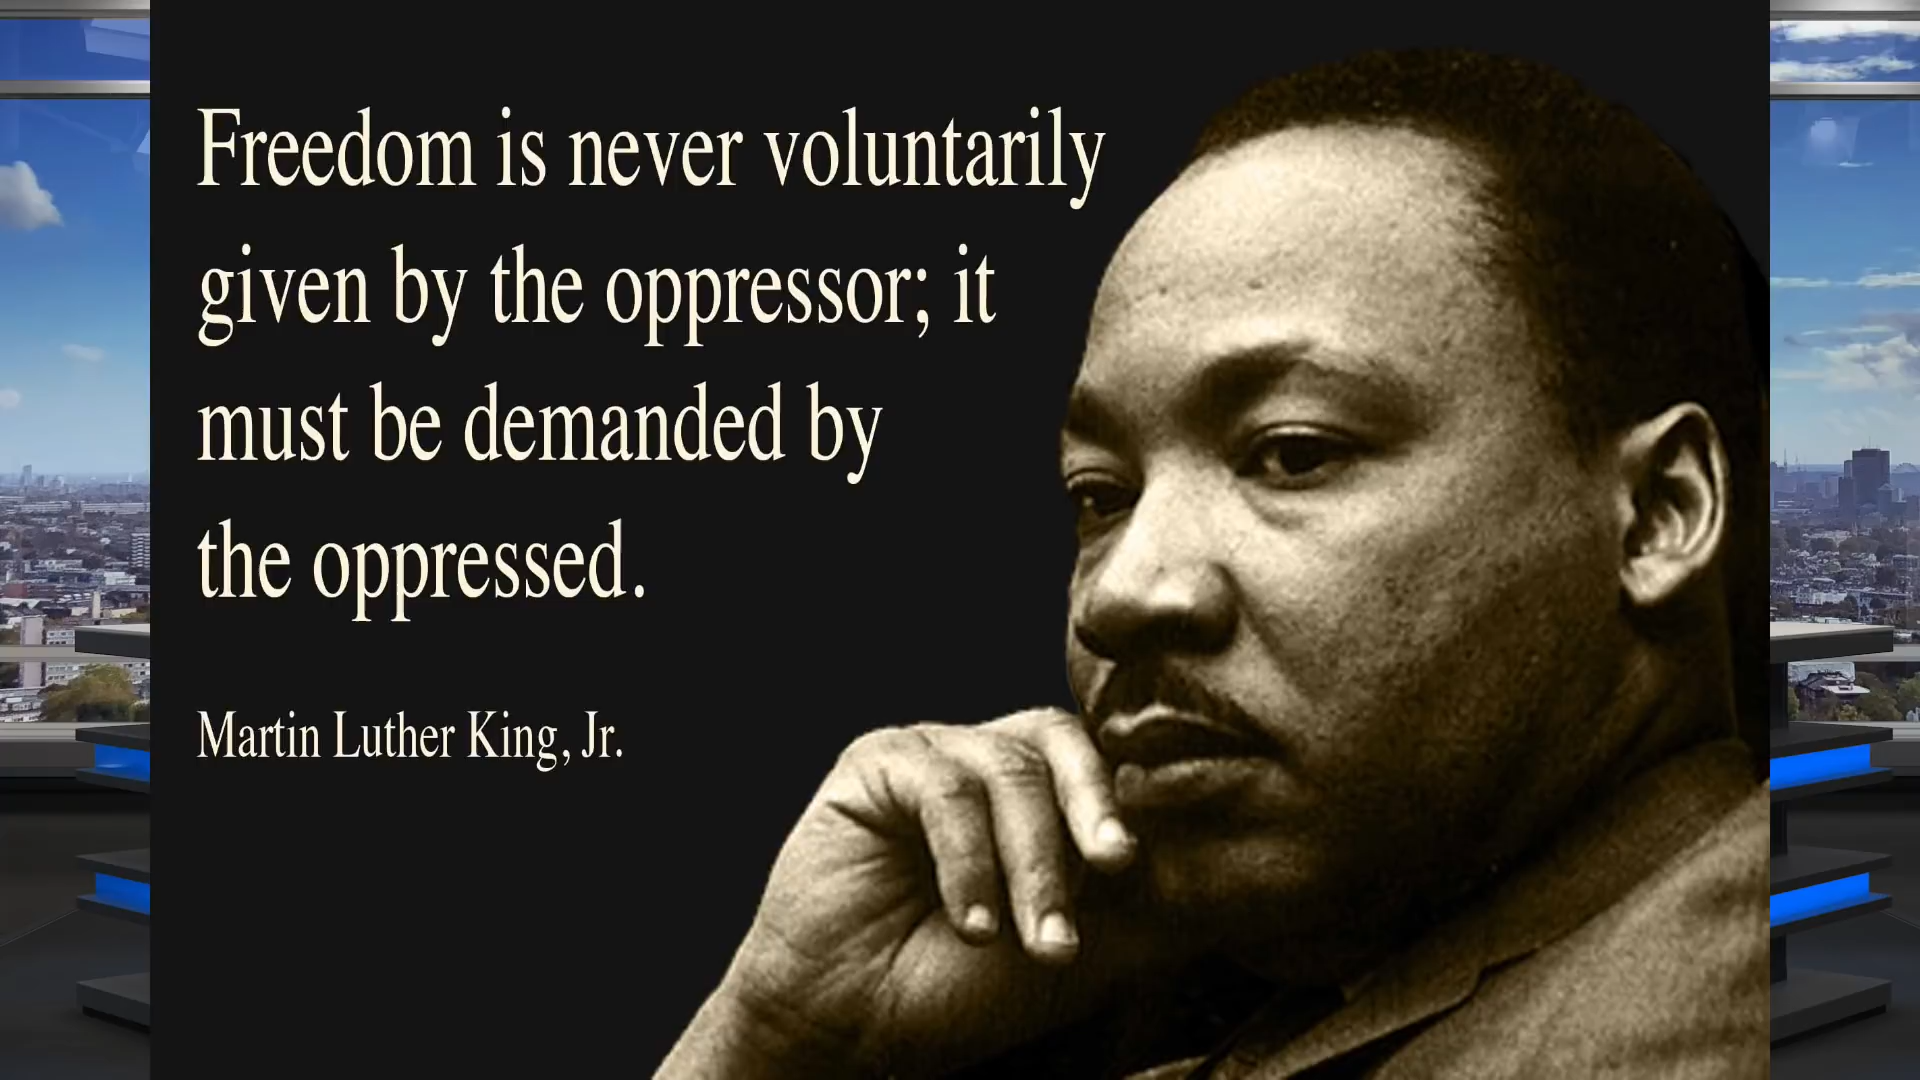 Freedom is never voluntarily
given by the oppressor; it
must be demanded by
the oppressed.
Martin Luther King, Jr.